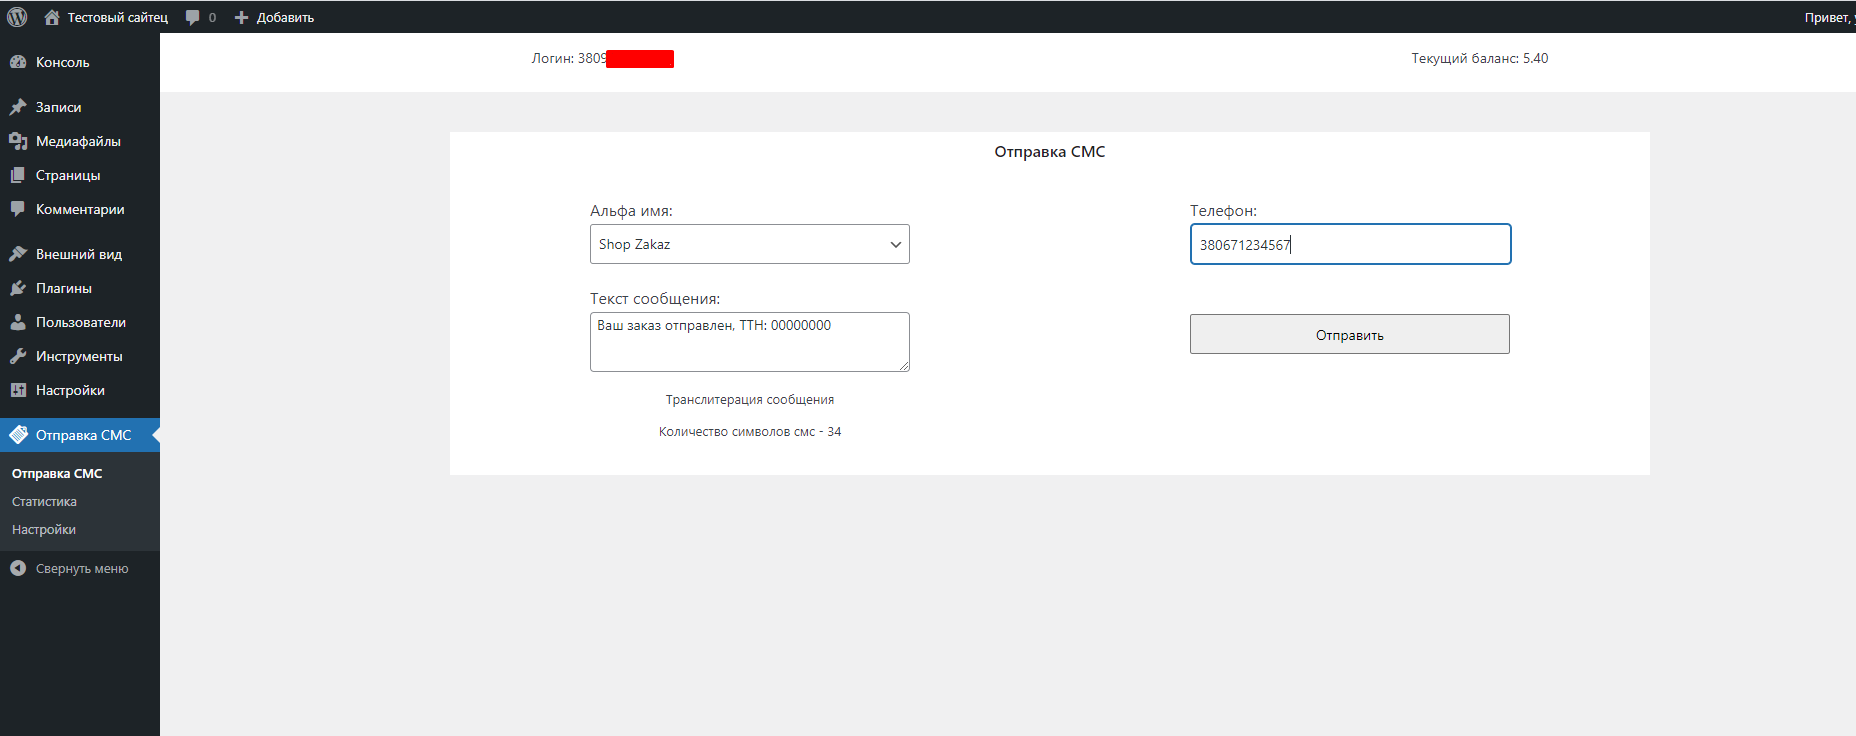 Тестовый сайтец 0 Добавить Привет,
Консоль
Записи
Медиафайлы
Страницы
Комментарии
Внешний вид
Плагины
Пользователи
Инструменты
Настройки
Отправка СМС
Отправка СМС
Статистика
Настройки
Свернуть меню
Логин: 3809
Текущий баланс: 5.40
Отправка СМС
Альфа имя:
Shop Zakaz
Телефон:
380671234567
Текст сообщения:
Ваш заказ отправлен, ТТН: 00000000
Отправить
Транслитерация сообщения
Количество символов смс - 34